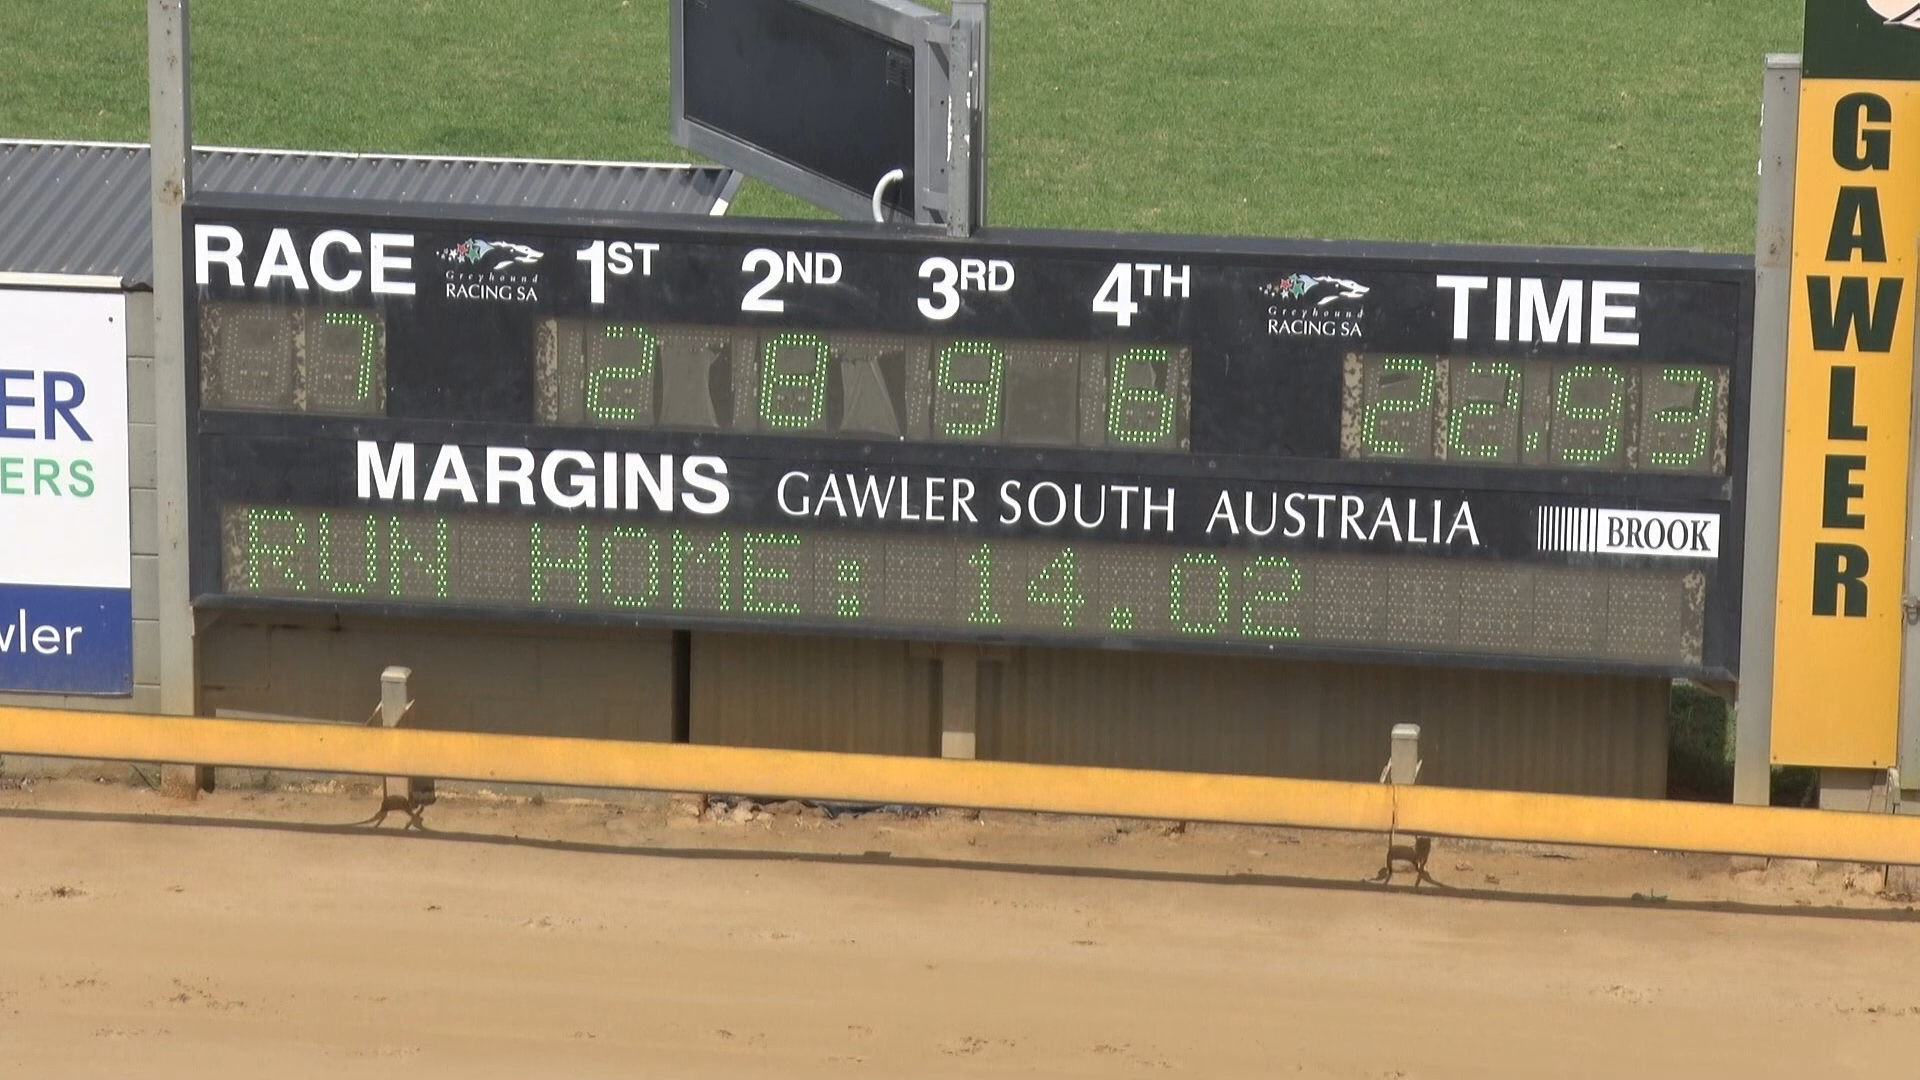 RACE 1ST 2ND 3RD 4TH TIME
Greyhound RACING SA
Greyhound RACING SA
7 2 8 9 6 22.93
MARGINS GAWLER SOUTH AUSTRALIA BROOK
RUN HOME: 14.02
GAWLER
ER
ERS
wler